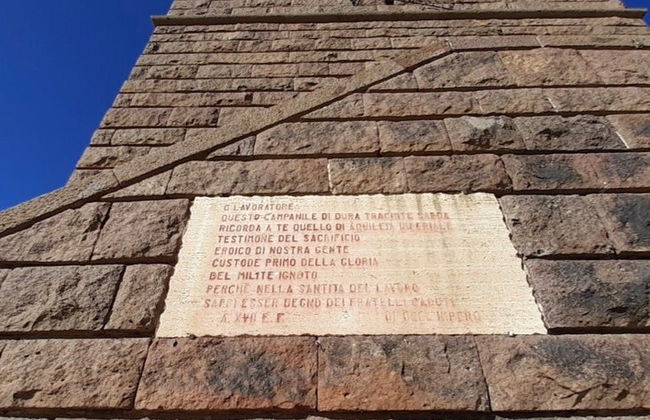 O LAVORATORE
QUESTO CAMPANILE DI DURA TRACHITE SARDA
RICORDA A TE QUELLO DI AQUILEIA
TESTIMONE DEL SACRIFICIO
EROICO DI NOSTRA GENTE
CUSTODE PRIMO DELLA GLORIA
DEL MILITE IGNOTO
PERCHÈ NELLA SANTITÀ DEL LAVORO
SAPPI ESSER DEGNO DEI FRATELLI CADUTI
A. XVII E. F. DELL'IMPERO